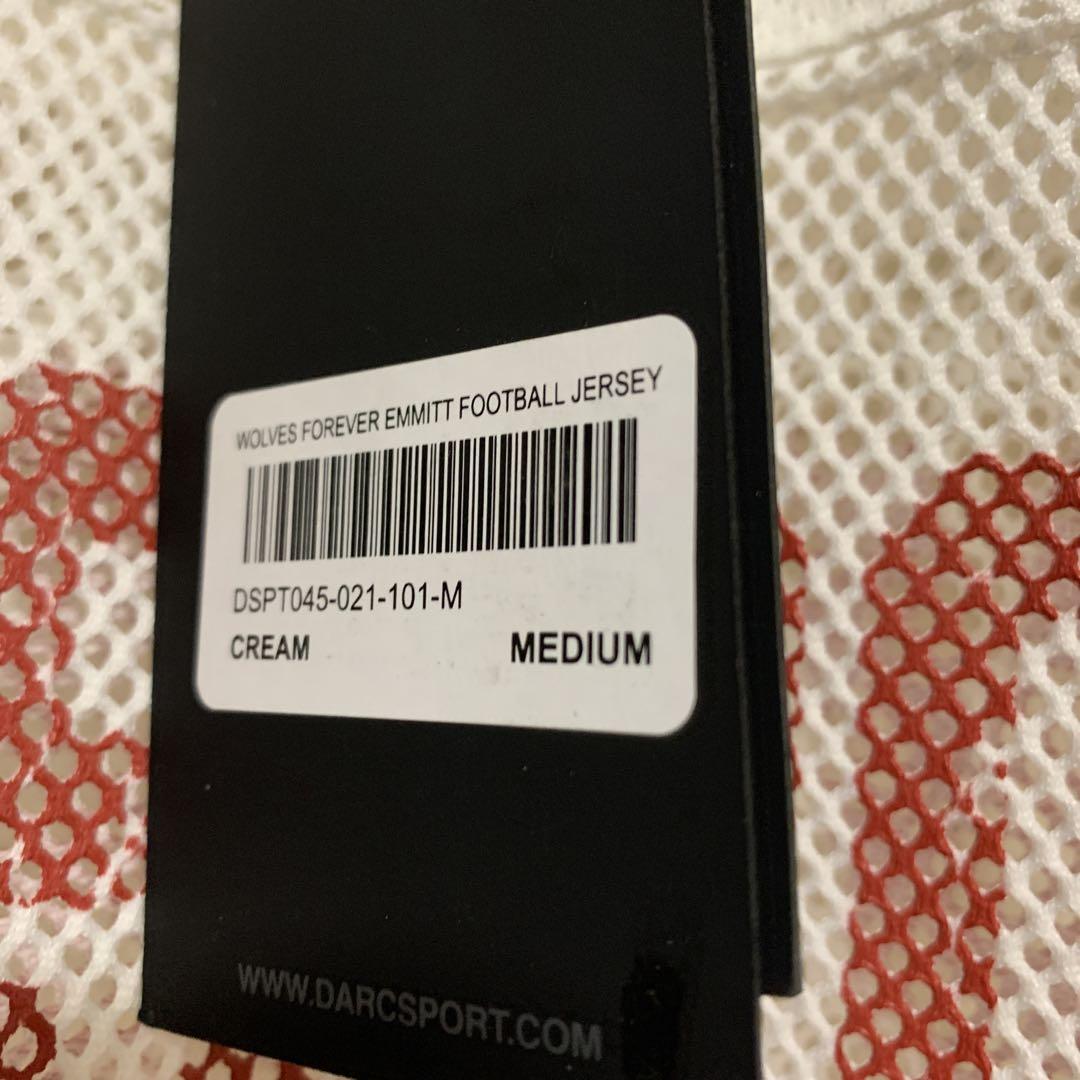 WOLVES FOREVER EMMITT FOOTBALL JERSEY
DSPT045-021-101-M
CREAM MEDIUM
WWW.DARCSPORT.COM